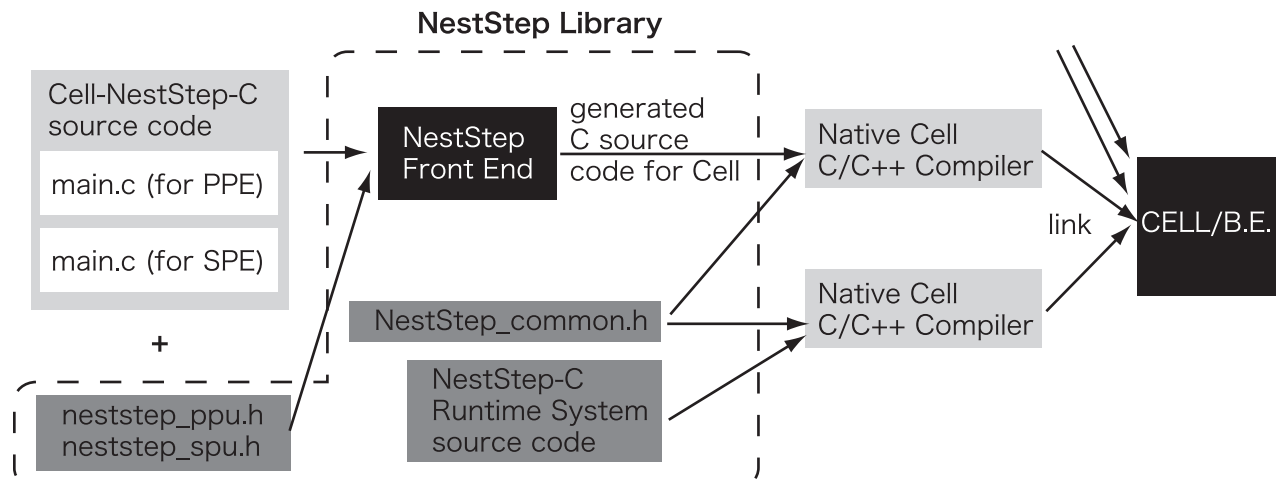 NestStep Library
Cell-NestStep-C
source code
main.c (for PPE)
main.c (for SPE)
+
neststep_ppu.h
neststep_spu.h
NestStep
Front End
generated
C source
code for Cell
NestStep_common.h
NestStep-C
Runtime System
source code
Native Cell
C/C++ Compiler
Native Cell
C/C++ Compiler
link
CELL/B.E.